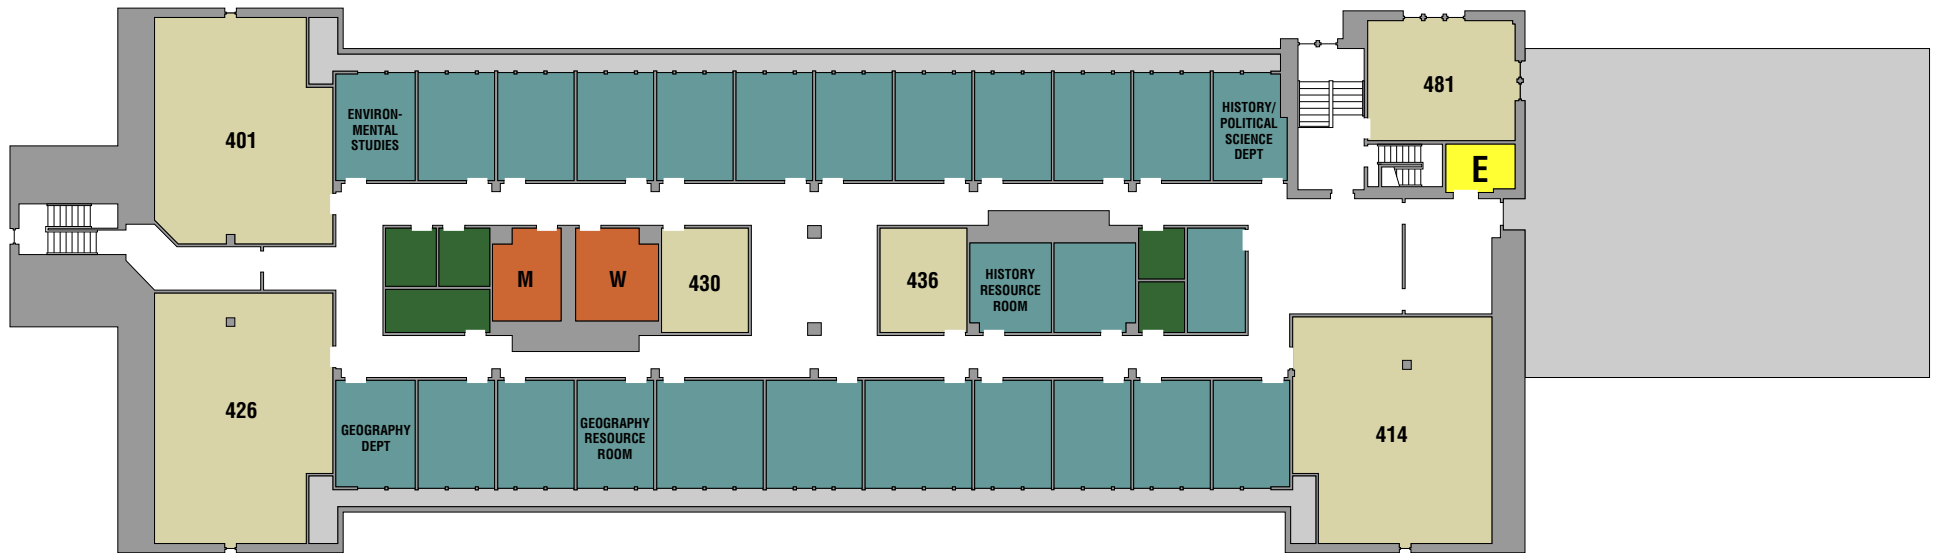 401
ENVIRON-
MENTAL
STUDIES
HISTORY/
POLITICAL
SCIENCE
DEPT
481
E
M
W
430
436
HISTORY
RESOURCE
ROOM
426
GEOGRAPHY
DEPT
GEOGRAPHY
RESOURCE
ROOM
414